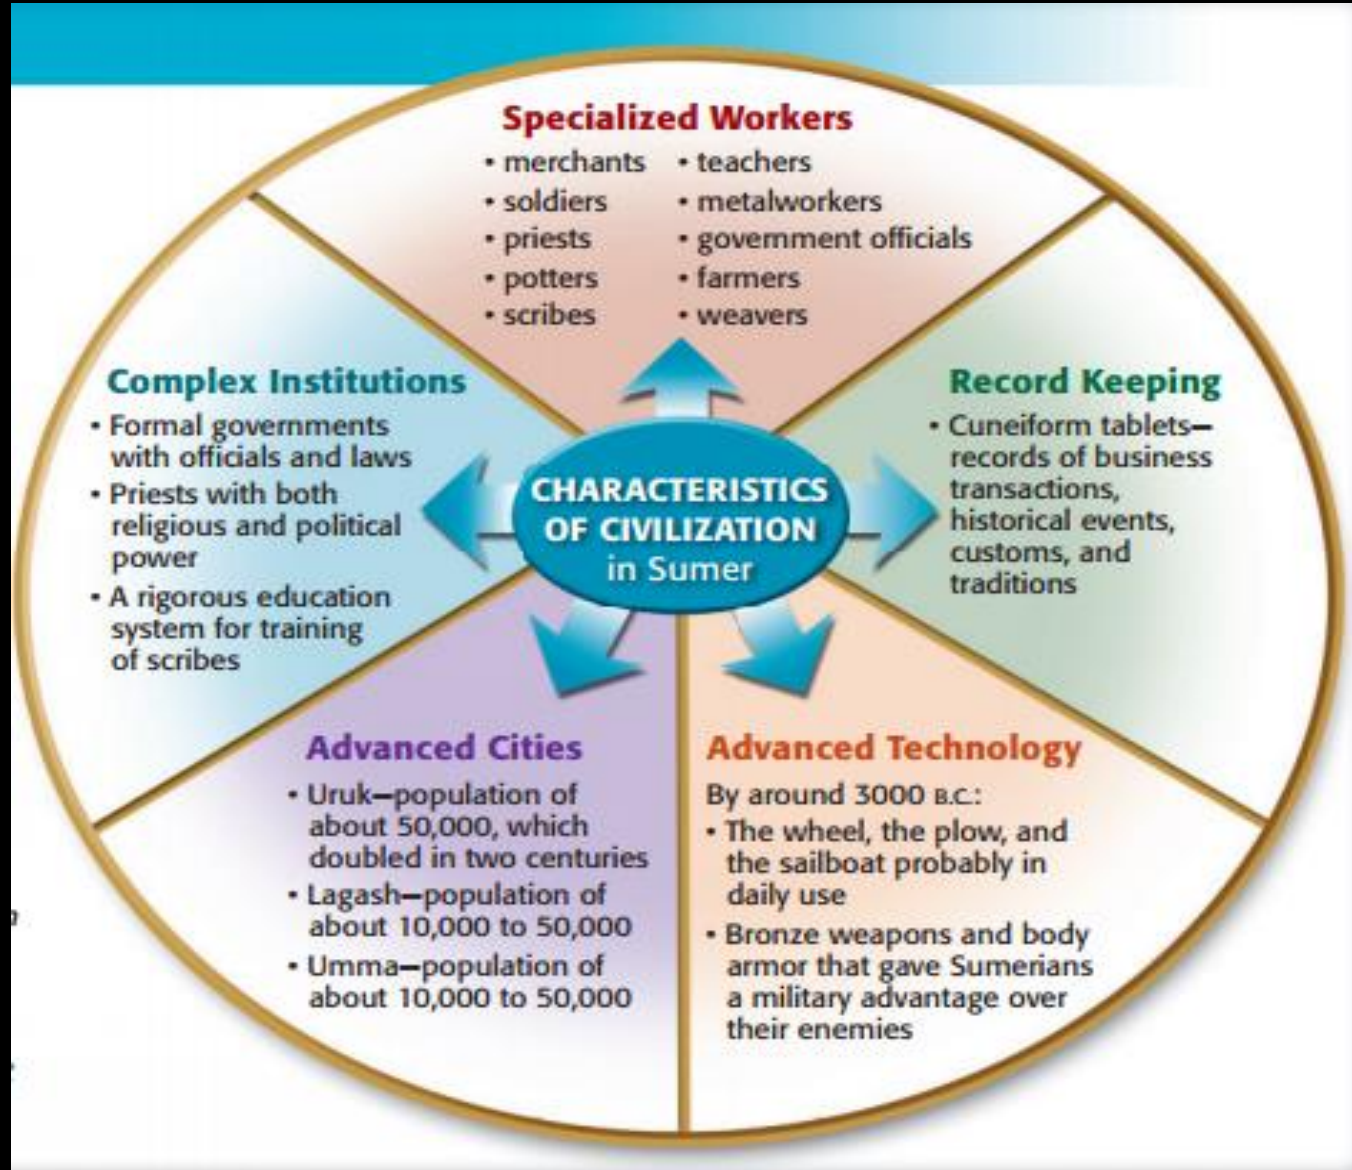 Specialized Workers
• merchants
• soldiers
• priests
• potters
• scribes
• teachers
• metalworkers
• government officials
• farmers
• weavers
Complex Institutions
• Formal governments
with officials and laws
• Priests with both
religious and political
power
• A rigorous education
system for training
of scribes
CHARACTERISTICS
OF CIVILIZATION
in Sumer
Record Keeping
• Cuneiform tablets—
records of business
transactions,
historical events,
customs, and
traditions
Advanced Cities
• Uruk—population of
about 50,000, which
doubled in two centuries
• Lagash—population of
about 10,000 to 50,000
• Umma—population of
about 10,000 to 50,000
Advanced Technology
By around 3000 B.C.:
• The wheel, the plow, and
the sailboat probably in
daily use
• Bronze weapons and body
armor that gave Sumerians
a military advantage over
their enemies